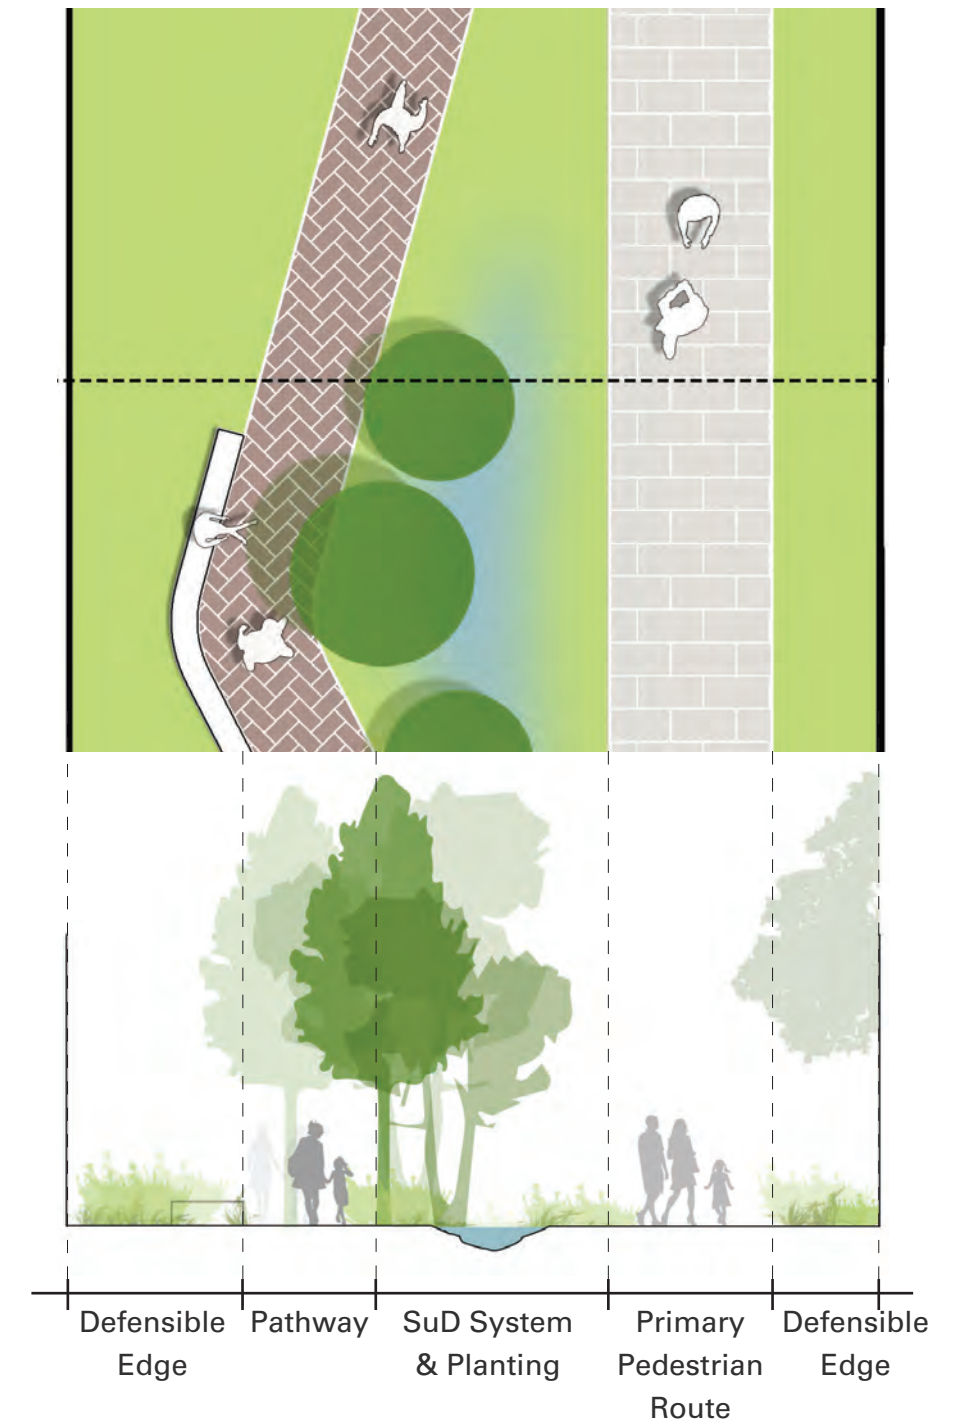 Defensible
Edge
Pathway
SuD System
& Planting
Primary
Pedestrian
Route
Defensible
Edge